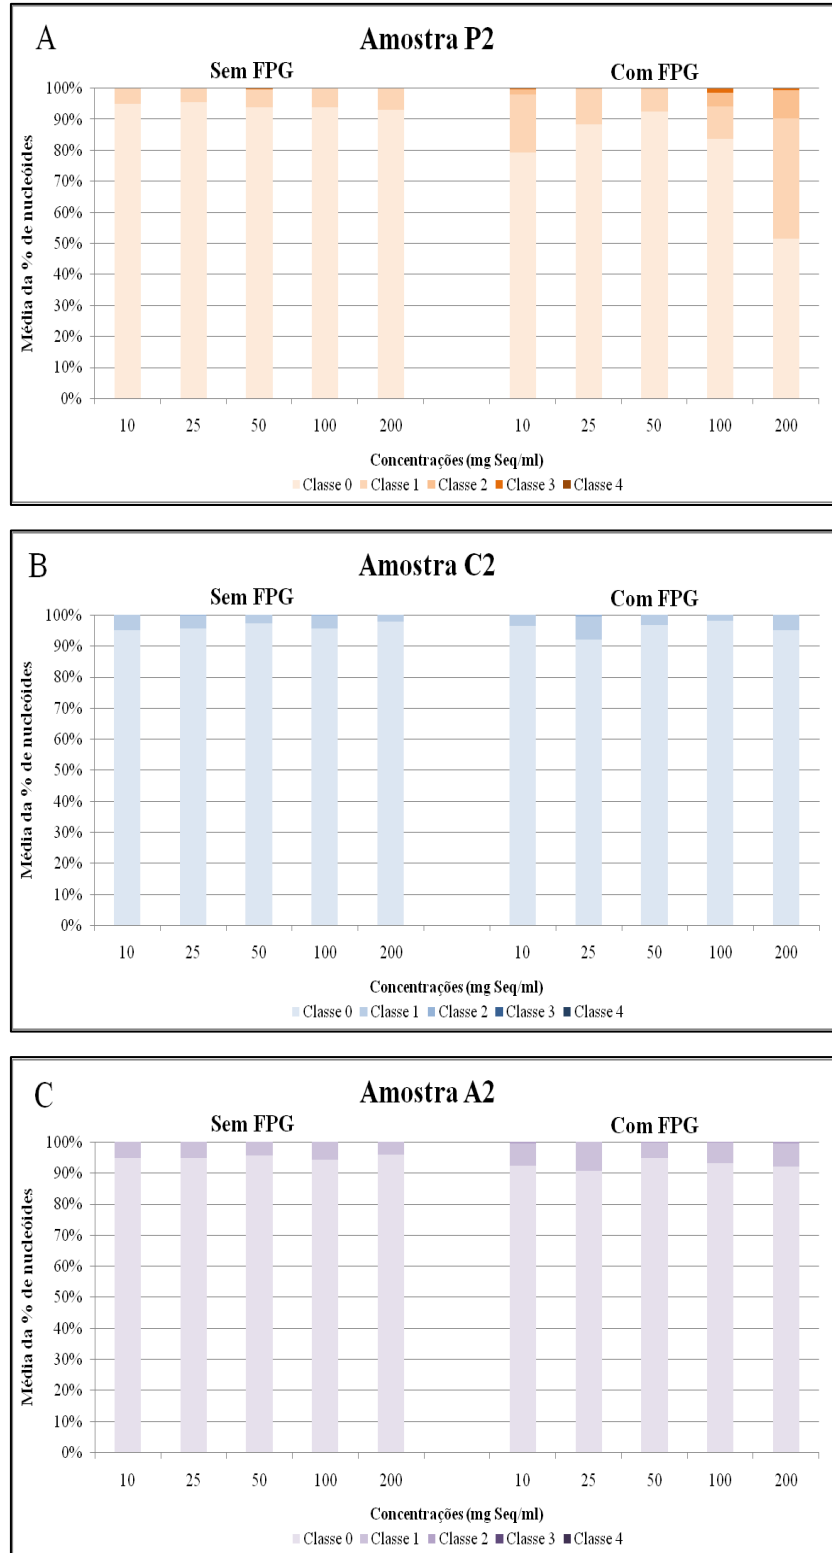 A
Amostra P2
Sem FPG Com FPG
Média da % de nucleóides
100%
90%
80%
70%
60%
50%
40%
30%
20%
10%
0%
10 25 50 100 200 10 25 50 100 200
Concentrações (mg Seq/ml)
Classe 0 Classe 1 Classe 2 Classe 3 Classe 4
B
Amostra C2
Sem FPG Com FPG
Média da % de nucleóides
100%
90%
80%
70%
60%
50%
40%
30%
20%
10%
0%
10 25 50 100 200 10 25 50 100 200
Concentrações (mg Seq/ml)
Classe 0 Classe 1 Classe 2 Classe 3 Classe 4
C
Amostra A2
Sem FPG Com FPG
Média da % de nucleóides
100%
90%
80%
70%
60%
50%
40%
30%
20%
10%
0%
10 25 50 100 200 10 25 50 100 200
Concentrações (mg Seq/ml)
Classe 0 Classe 1 Classe 2 Classe 3 Classe 4